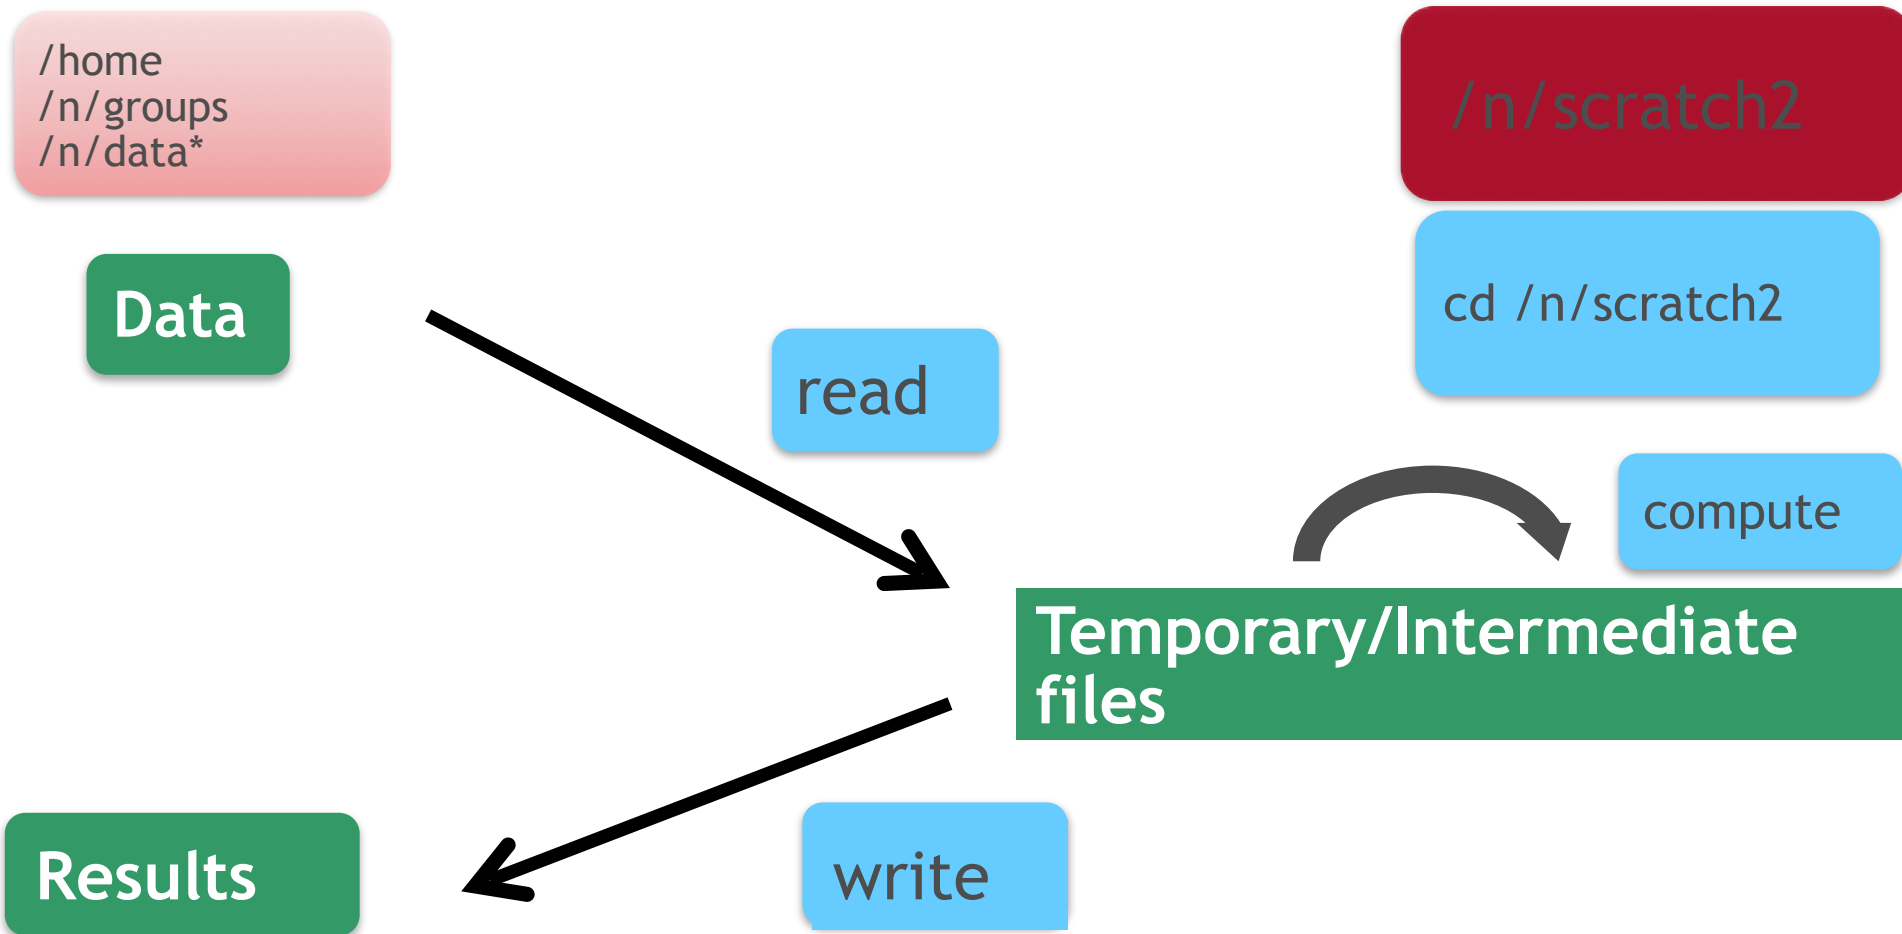 /home
/n/groups
/n/data*
/n/scratch2
Data
cd /n/scratch2
read
compute
Temporary/Intermediate
files
Results
write